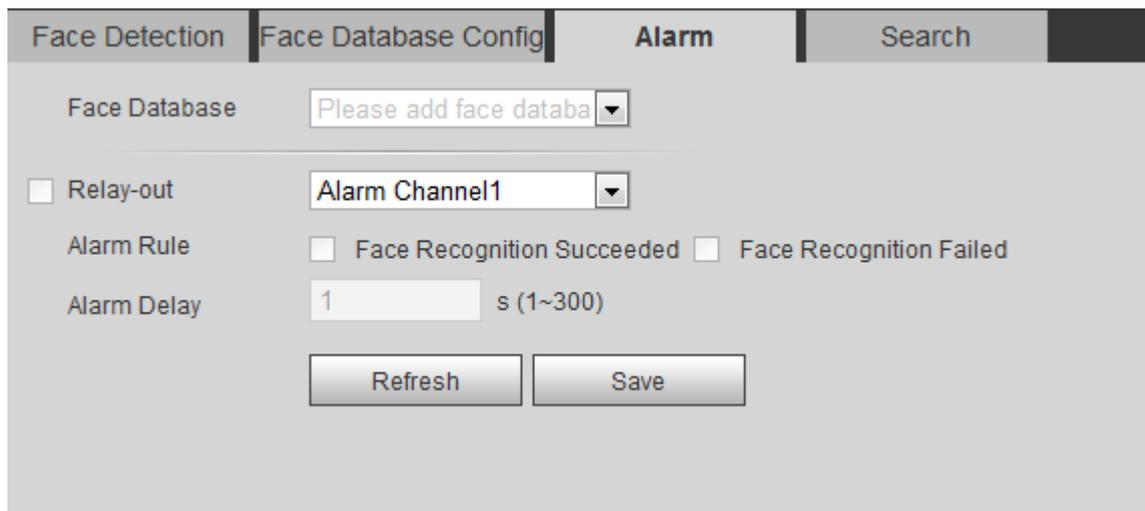 Face Detection Face Database Config Alarm Search
Face Database Please add face databa
Relay-out Alarm Channel1
Alarm Rule Face Recognition Succeeded Face Recognition Failed
Alarm Delay 1 s (1~300)
Refresh Save